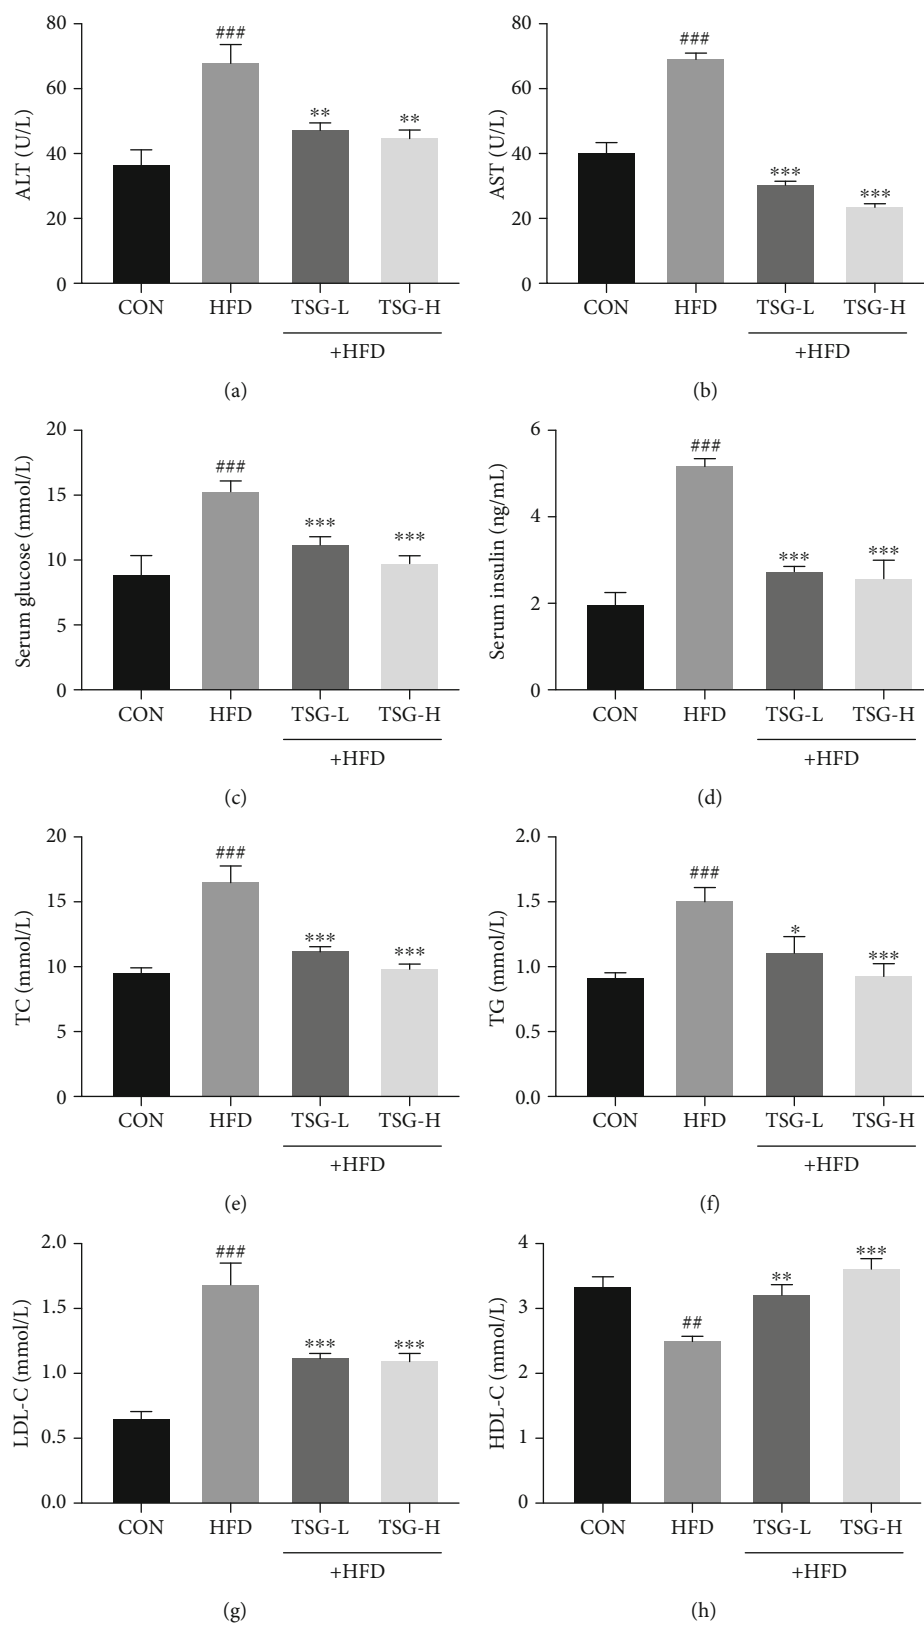 80
60
40
20
0
ALT (U/L)
###
**
**
CON
HFD
TSG-L
TSG-H
+HFD
(a)
80
60
40
20
0
AST (U/L)
###
***
***
CON
HFD
TSG-L
TSG-H
+HFD
(b)
20
15
10
5
0
Serum glucose (mmol/L)
###
***
***
CON
HFD
TSG-L
TSG-H
+HFD
(c)
6
4
2
0
Serum insulin (ng/mL)
###
***
***
CON
HFD
TSG-L
TSG-H
+HFD
(d)
20
15
10
5
0
TC (mmol/L)
###
***
***
CON
HFD
TSG-L
TSG-H
+HFD
(e)
2.0
1.5
1.0
0.5
0.0
TG (mmol/L)
###
*
***
CON
HFD
TSG-L
TSG-H
+HFD
(f)
2.0
1.5
1.0
0.5
0.0
LDL-C (mmol/L)
###
***
***
CON
HFD
TSG-L
TSG-H
+HFD
(g)
4
3
2
1
0
HDL-C (mmol/L)
##
**
***
CON
HFD
TSG-L
TSG-H
+HFD
(h)